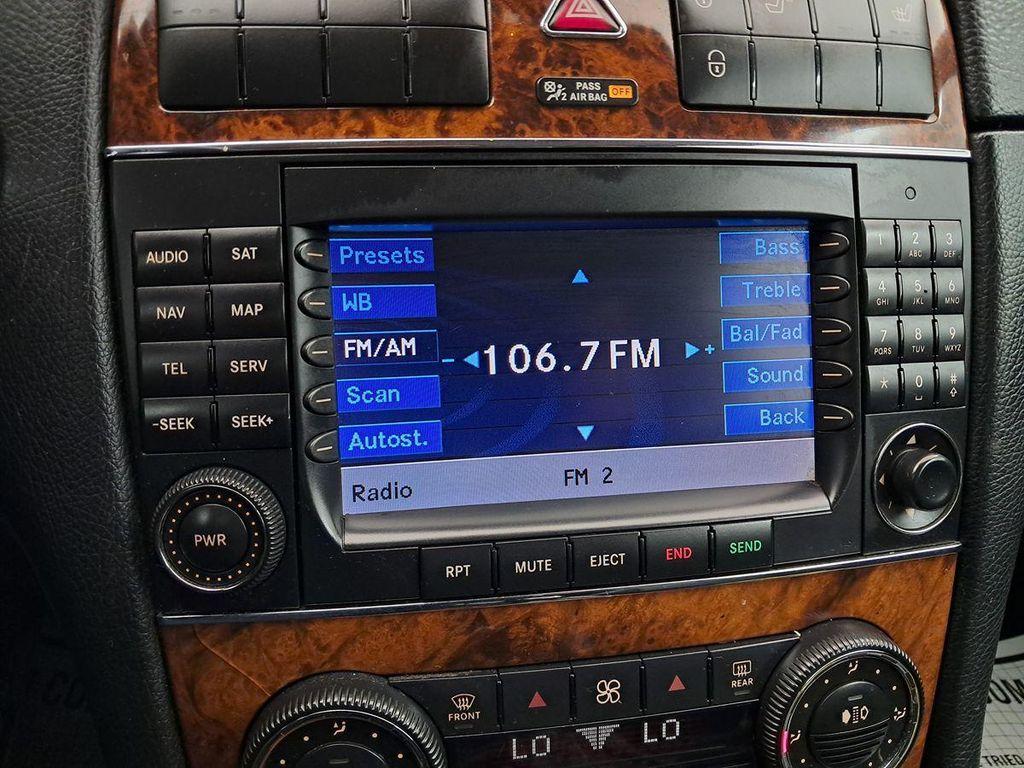 PASS
2 AIR BAG OFF
AUDIO SAT
NAV MAP
TEL SERV
-SEEK SEEK+
PWR
Presets
WB
FM/AM
Scan
Autost.
- 106.7 FM +
Bass
Treble
Bal/Fad
Sound
Back
Radio FM 2
1 2 ABC 3 DEF
4 GHI 5 JKL 6 MNO
7 PQRS 8 TUV 9 WXYZ
* 0 #
RPT MUTE EJECT END SEND
FRONT
REAR
LO LO
TRIED